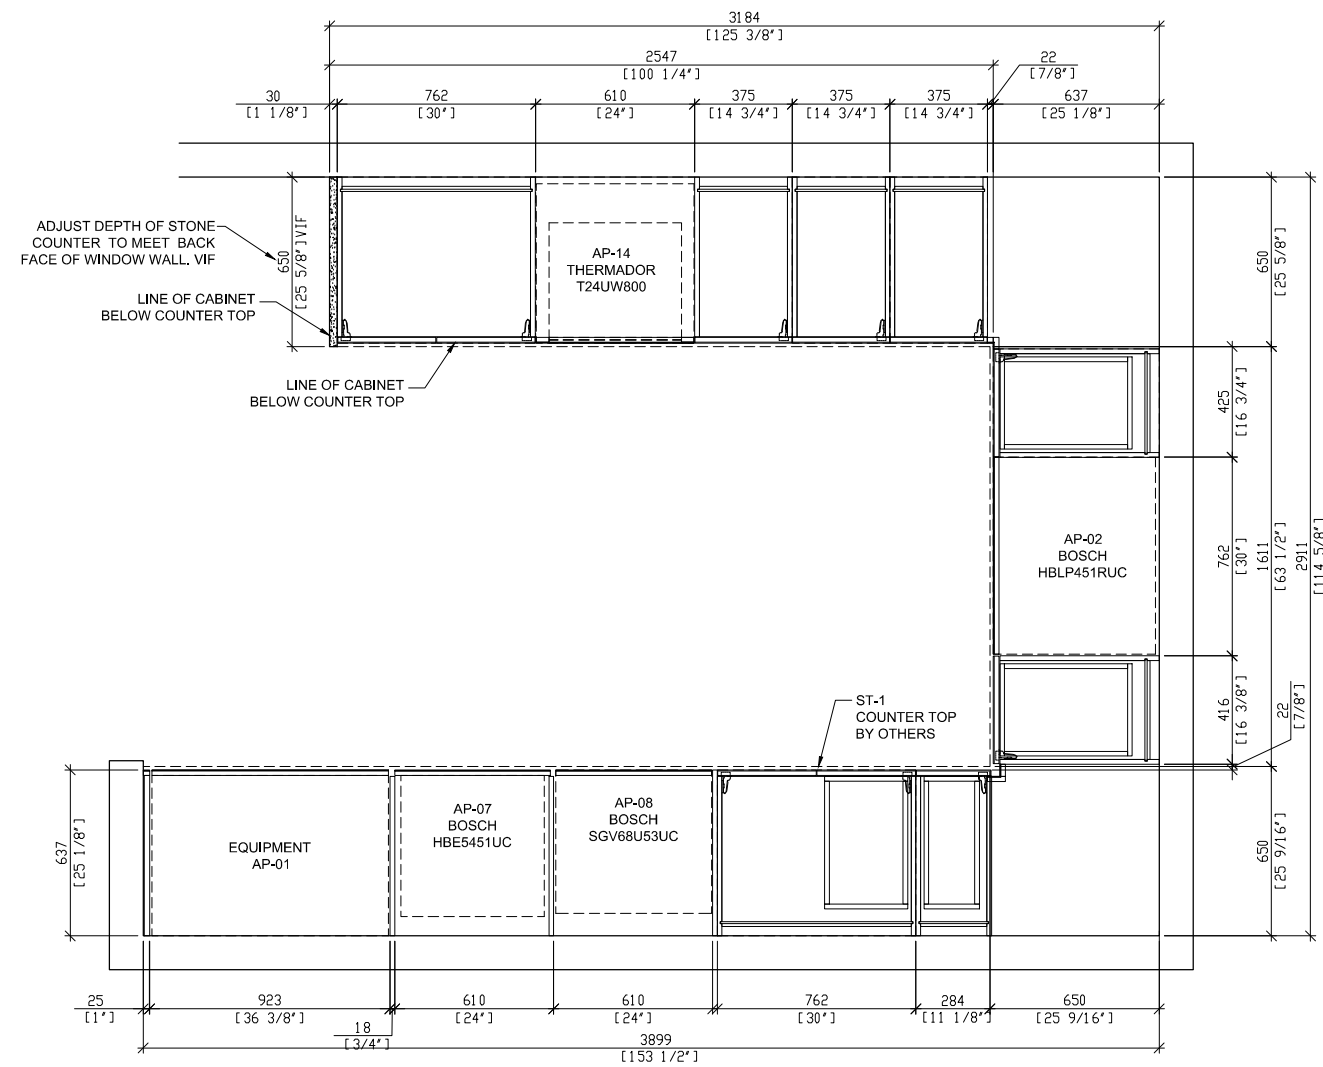 3184
[125 3/8"]
2547
[100 1/4"]
22
[7/8"]
30
[1 1/8"]
762
[30"]
610
[24"]
375
[14 3/4"]
375
[14 3/4"]
375
[14 3/4"]
637
[25 1/8"]
ADJUST DEPTH OF STONE
COUNTER TO MEET BACK
FACE OF WINDOW WALL. VIF
650
[25 5/8"]VIF
LINE OF CABINET
BELOW COUNTER TOP
LINE OF CABINET
BELOW COUNTER TOP
AP-14
THERMADOR
T24UW800
650
[25 5/8"]
425
[16 3/4"]
AP-02
BOSCH
HBLP451RUC
762
[30"]
1611
[63 1/2"]
2911
[114 5/8"]
416
[16 3/8"]
22
[7/8"]
ST-1
COUNTER TOP
BY OTHERS
637
[25 1/8"]
EQUIPMENT
AP-01
AP-07
BOSCH
HBE5451UC
AP-08
BOSCH
SGV68U53UC
650
[25 9/16"]
25
[1"]
923
[36 3/8"]
18
[3/4"]
610
[24"]
610
[24"]
762
[30"]
284
[11 1/8"]
650
[25 9/16"]
3899
[153 1/2"]